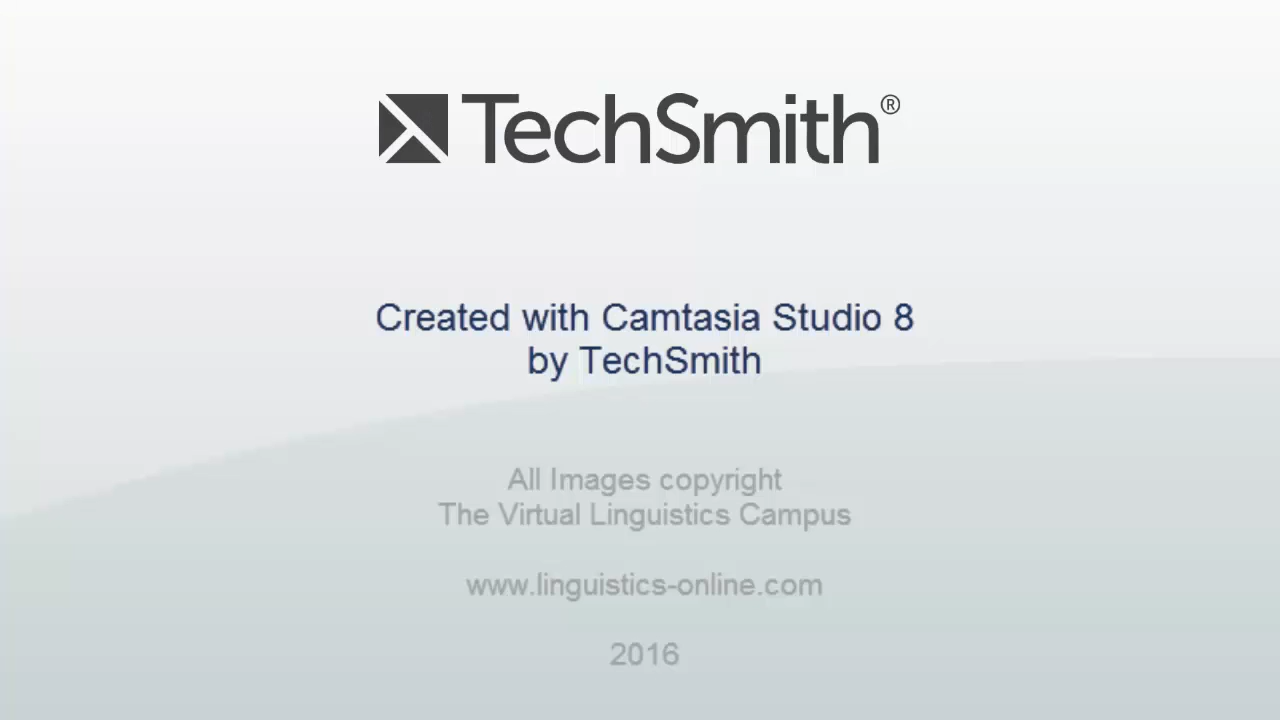 TechSmith®
Created with Camtasia Studio 8
by TechSmith
All Images copyright
The Virtual Linguistics Campus
www.linguistics-online.com
2016